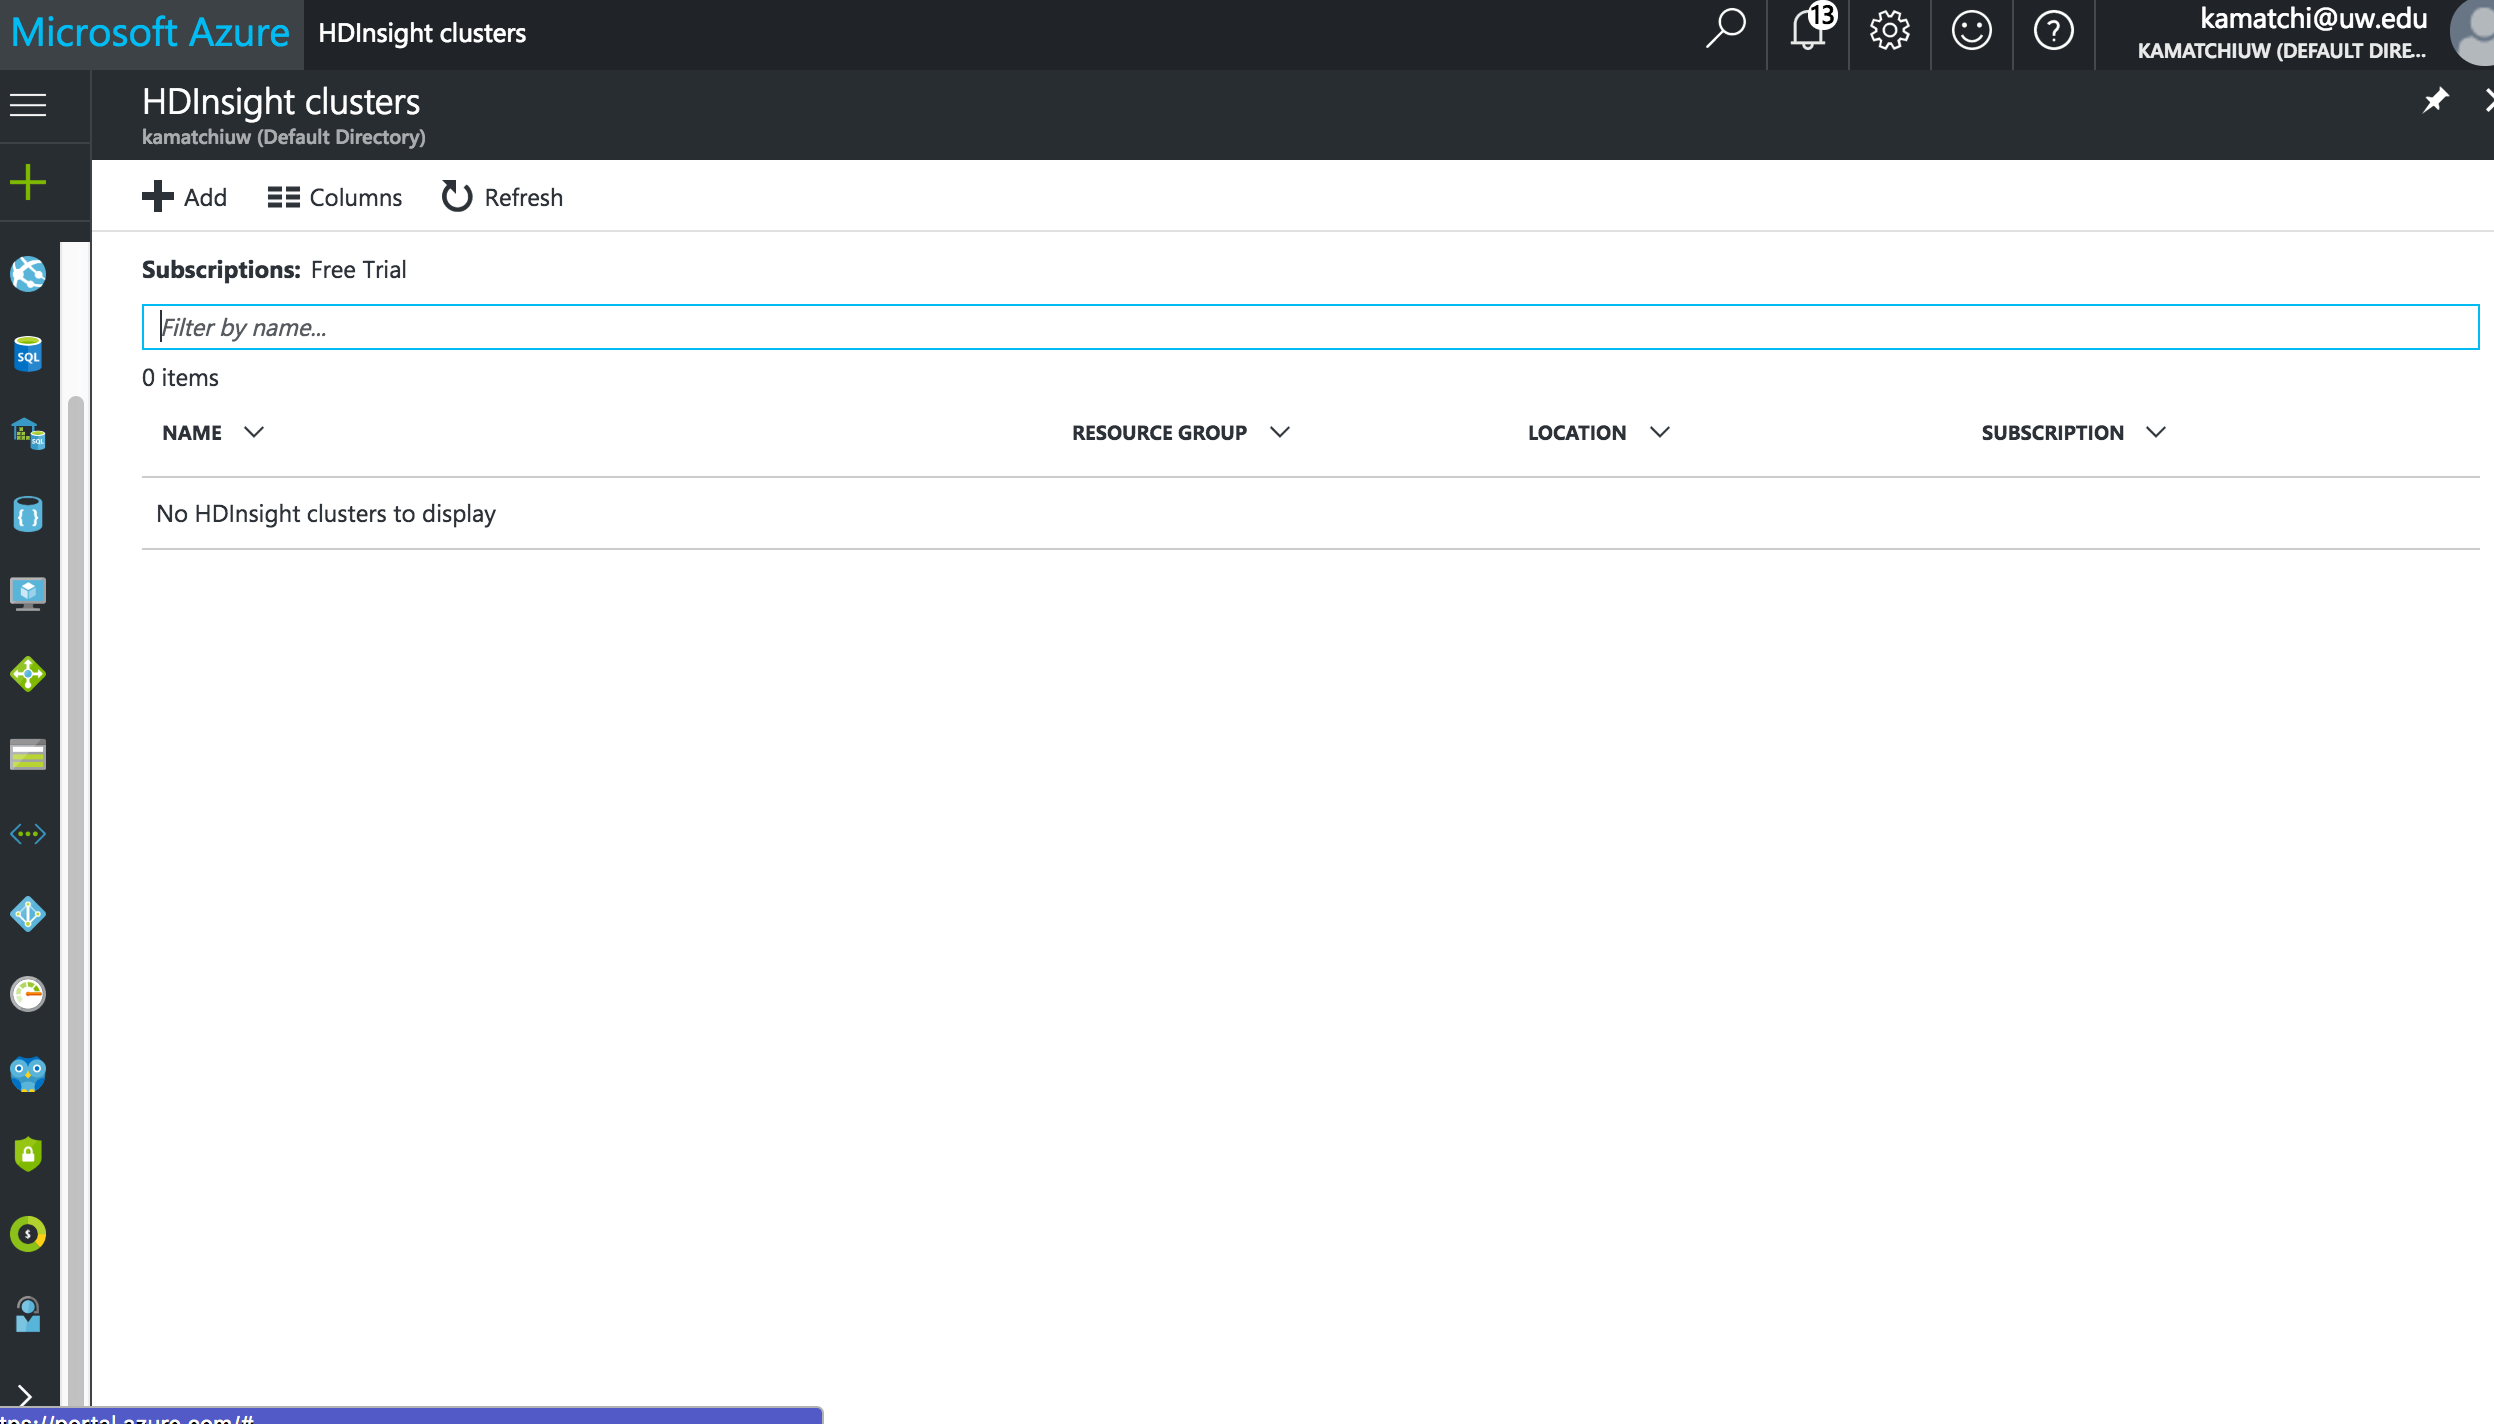 Microsoft Azure HDInsight clusters 13 kamatchi@uw.edu
KAMATCHIUW (DEFAULT DIRE...
HDInsight clusters
kamatchiuw (Default Directory)
Add Columns Refresh
Subscriptions: Free Trial
Filter by name...
0 items
NAME RESOURCE GROUP LOCATION SUBSCRIPTION
No HDInsight clusters to display
SQL
SQL
{ }
$
tps://portal.azure.com/#